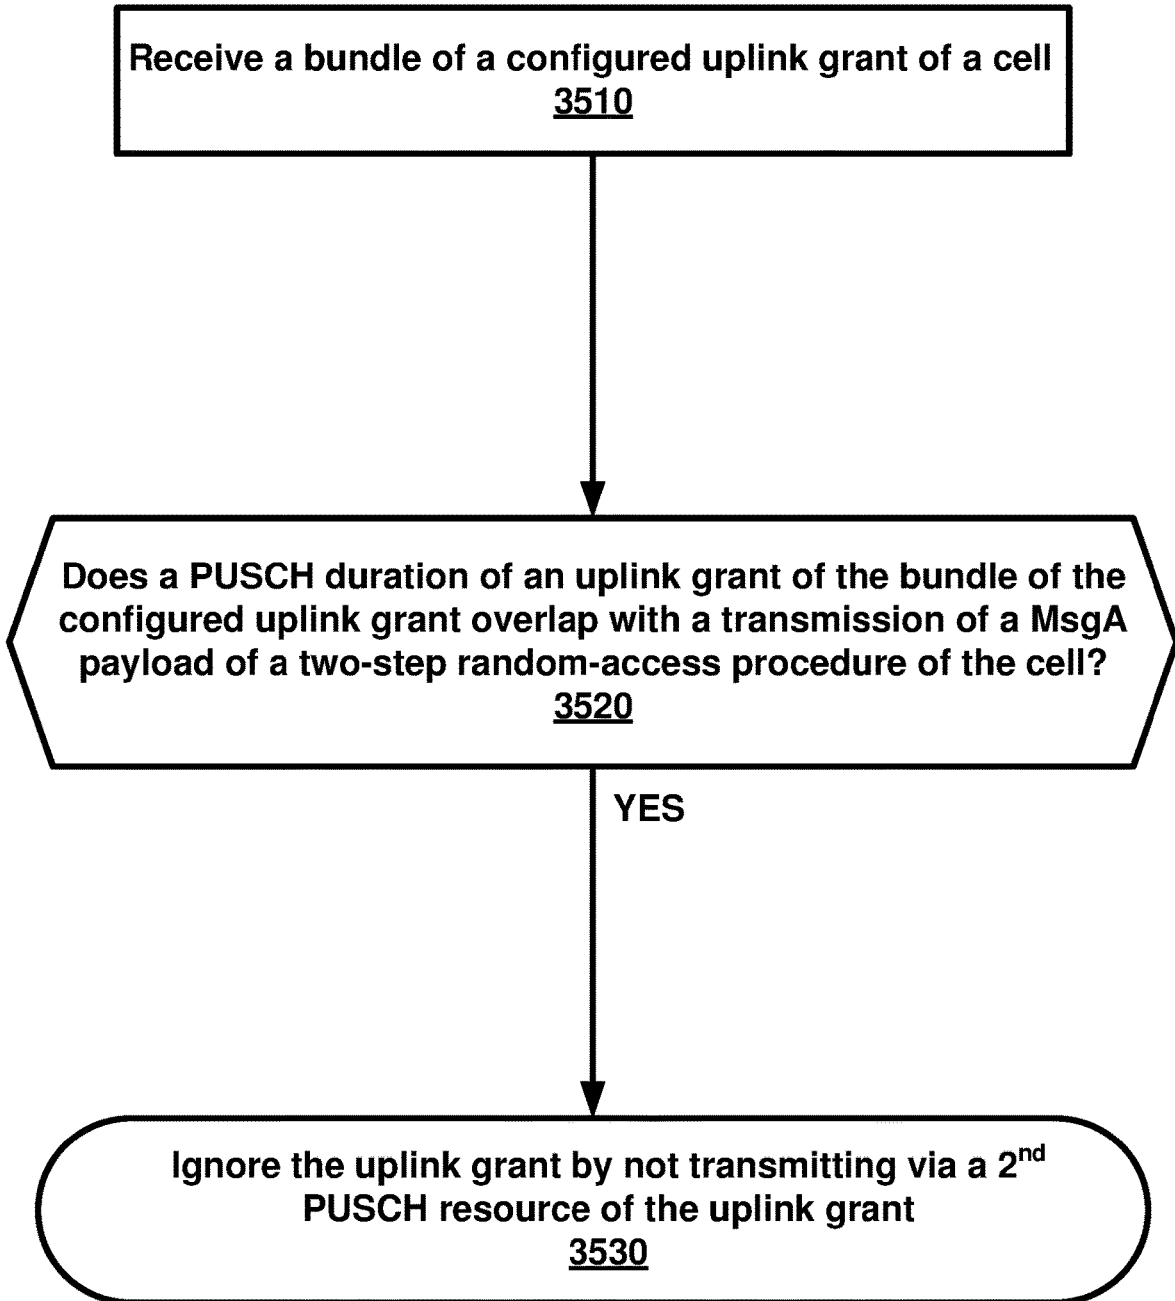 Receive a bundle of a configured uplink grant of a cell
3510
Does a PUSCH duration of an uplink grant of the bundle of the
configured uplink grant overlap with a transmission of a MsgA
payload of a two-step random-access procedure of the cell?
3520
YES
Ignore the uplink grant by not transmitting via a 2nd
PUSCH resource of the uplink grant
3530